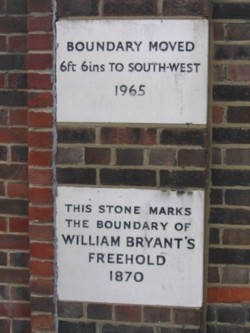 BOUNDARY MOVED
6ft 6ins TO SOUTH-WEST
1965
THIS STONE MARKS
THE BOUNDARY OF
WILLIAM BRYANT'S
FREEHOLD
1870